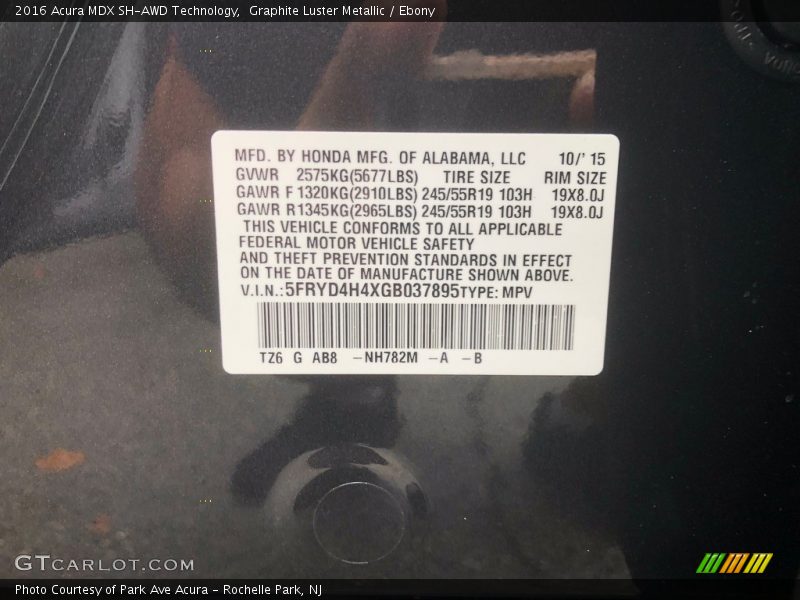 2016 Acura MDX SH-AWD Technology,  Graphite Luster Metallic / Ebony
MFD. BY HONDA MFG. OF ALABAMA, LLC 10/'15
GVWR 2575KG(5677LBS) TIRE SIZE RIM SIZE
GAWR F 1320KG(2910LBS) 245/55R19 103H 19X8.0J
GAWR R1345KG(2965LBS) 245/55R19 103H 19X8.0J
THIS VEHICLE CONFORMS TO ALL APPLICABLE
FEDERAL MOTOR VEHICLE SAFETY
AND THEFT PREVENTION STANDARDS IN EFFECT
ON THE DATE OF MANUFACTURE SHOWN ABOVE.
V.I.N.:5FRYD4H4XGB037895TYPE: MPV
TZ6 G AB8 -NH782M -A -B
GTCARLOT.COM
Photo Courtesy of Park Ave Acura - Rochelle Park, NJ